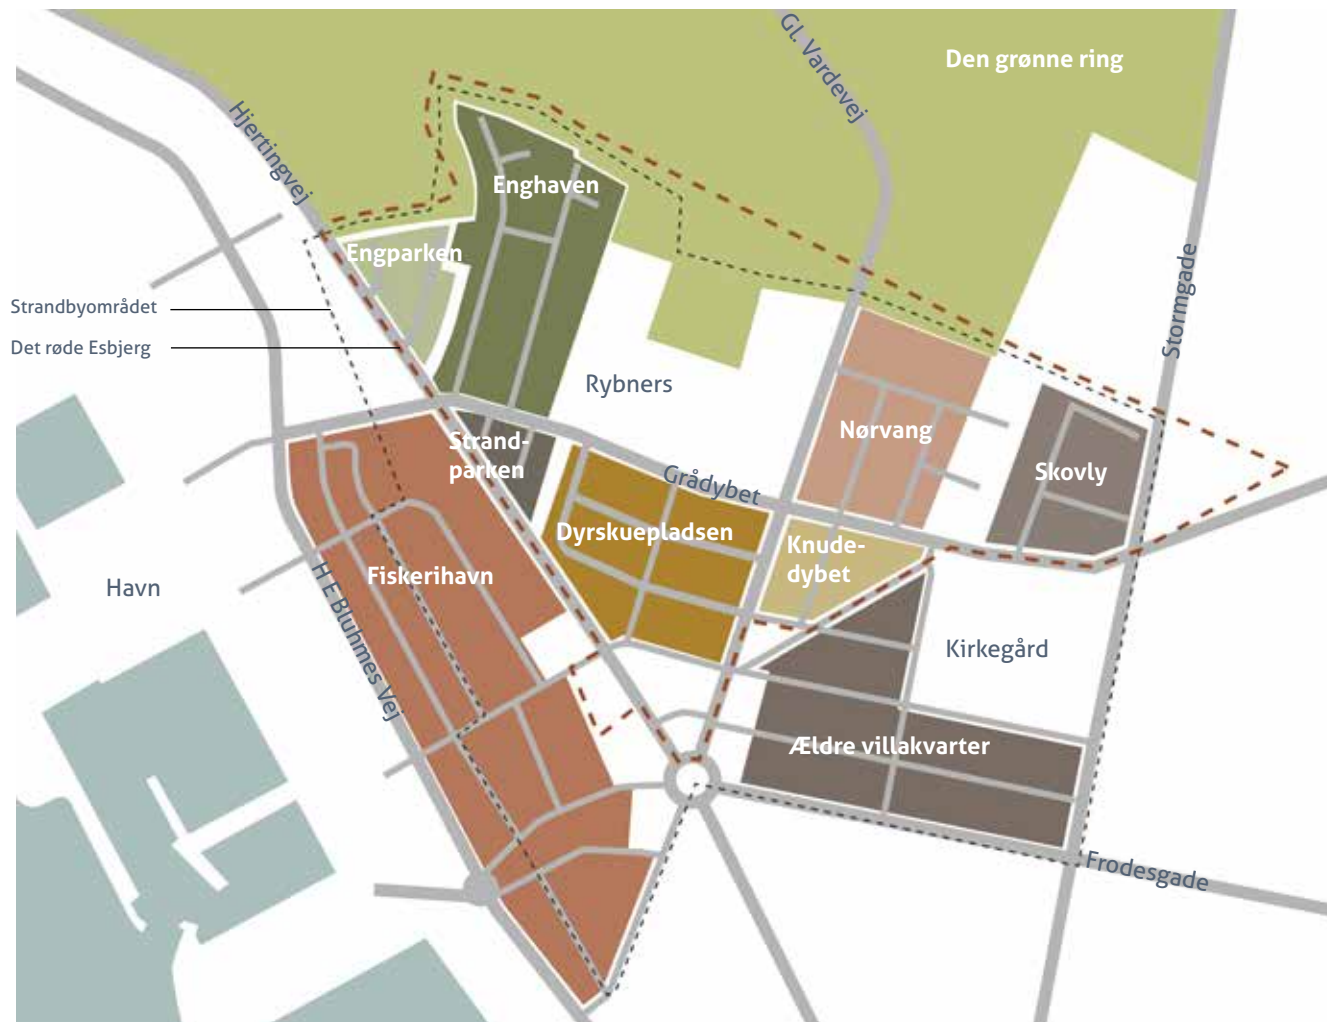 Den grønne ring
Gl. Vardevej
Hjertingvej
Enghaven
Engparken
Stormgade
Strandbyområdet
Det røde Esbjerg
Rybners
Nørvang
Strand-
parken
Skovly
Grådybet
Dyrskuepladsen
Knude-
dybet
Fiskerihavn
Havn
H E Bluhmes Vej
Kirkegård
Ældre villakvarter
Frodesgade